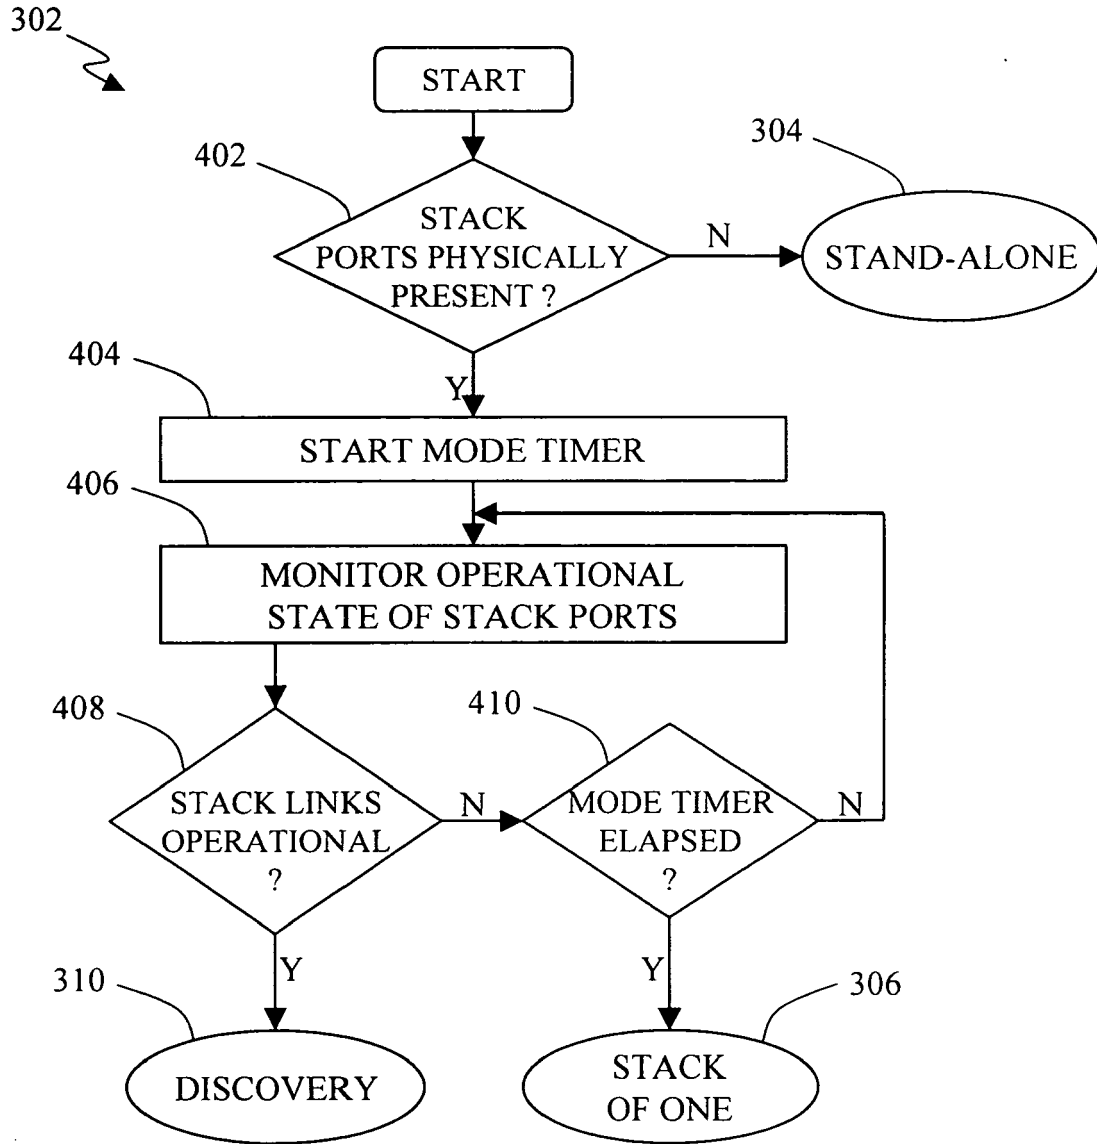 302
START
402
304
STACK
PORTS PHYSICALLY
PRESENT ?
N
STAND-ALONE
404
Y
START MODE TIMER
406
MONITOR OPERATIONAL
STATE OF STACK PORTS
408
410
STACK LINKS
OPERATIONAL
?
N
MODE TIMER
ELAPSED
?
N
310
Y
Y
306
DISCOVERY
STACK
OF ONE